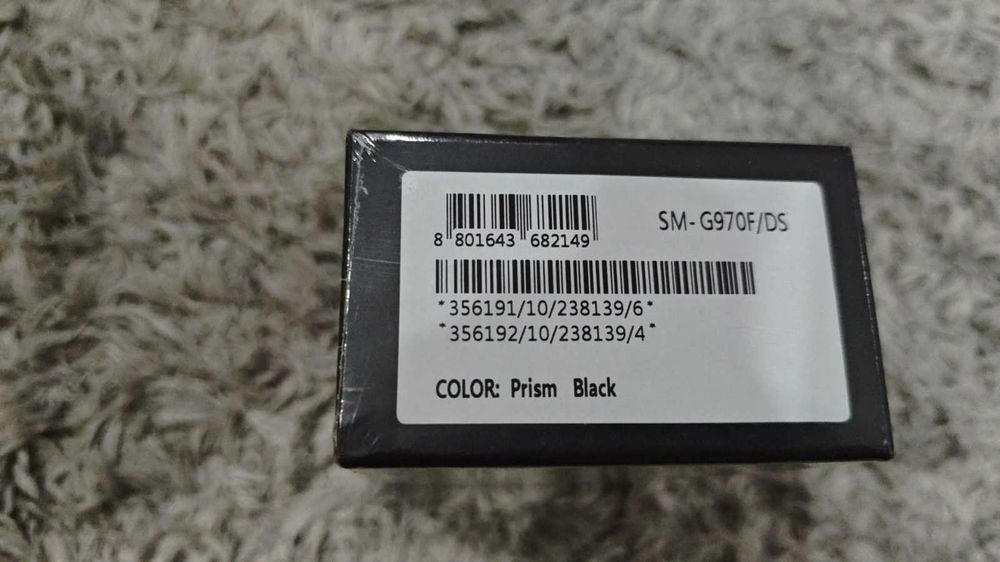 SM- G970F/DS
8 801643 682149
*356191/10/238139/6*
*356192/10/238139/4*
COLOR: Prism Black